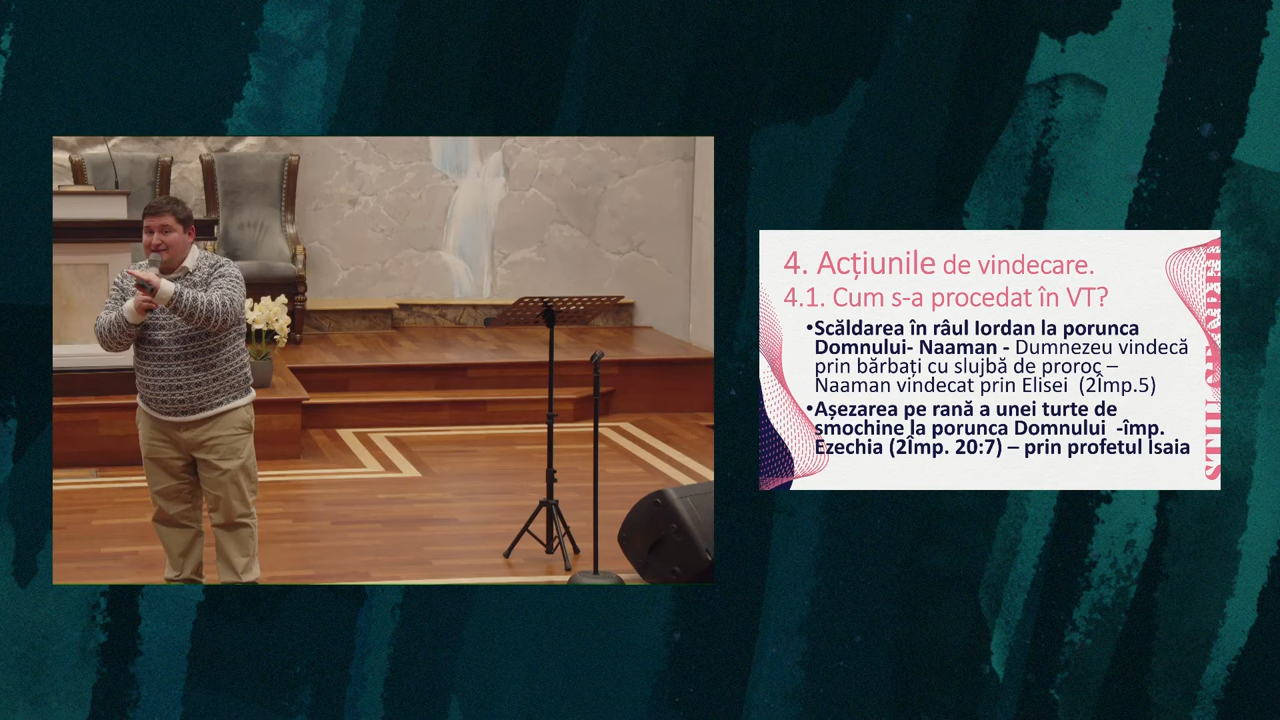 4. Acțiunile de vindecare.
4.1. Cum s-a procedat în VT?
•Scăldarea în râul Iordan la porunca
Domnului- Naaman - Dumnezeu vindecă
prin bărbați cu slujbă de proroc –
Naaman vindecat prin Elisei (2Împ.5)
•Așezarea pe rană a unei turte de
smochine la porunca Domnului -împ.
Ezechia (2Împ. 20:7) – prin profetul Isaia